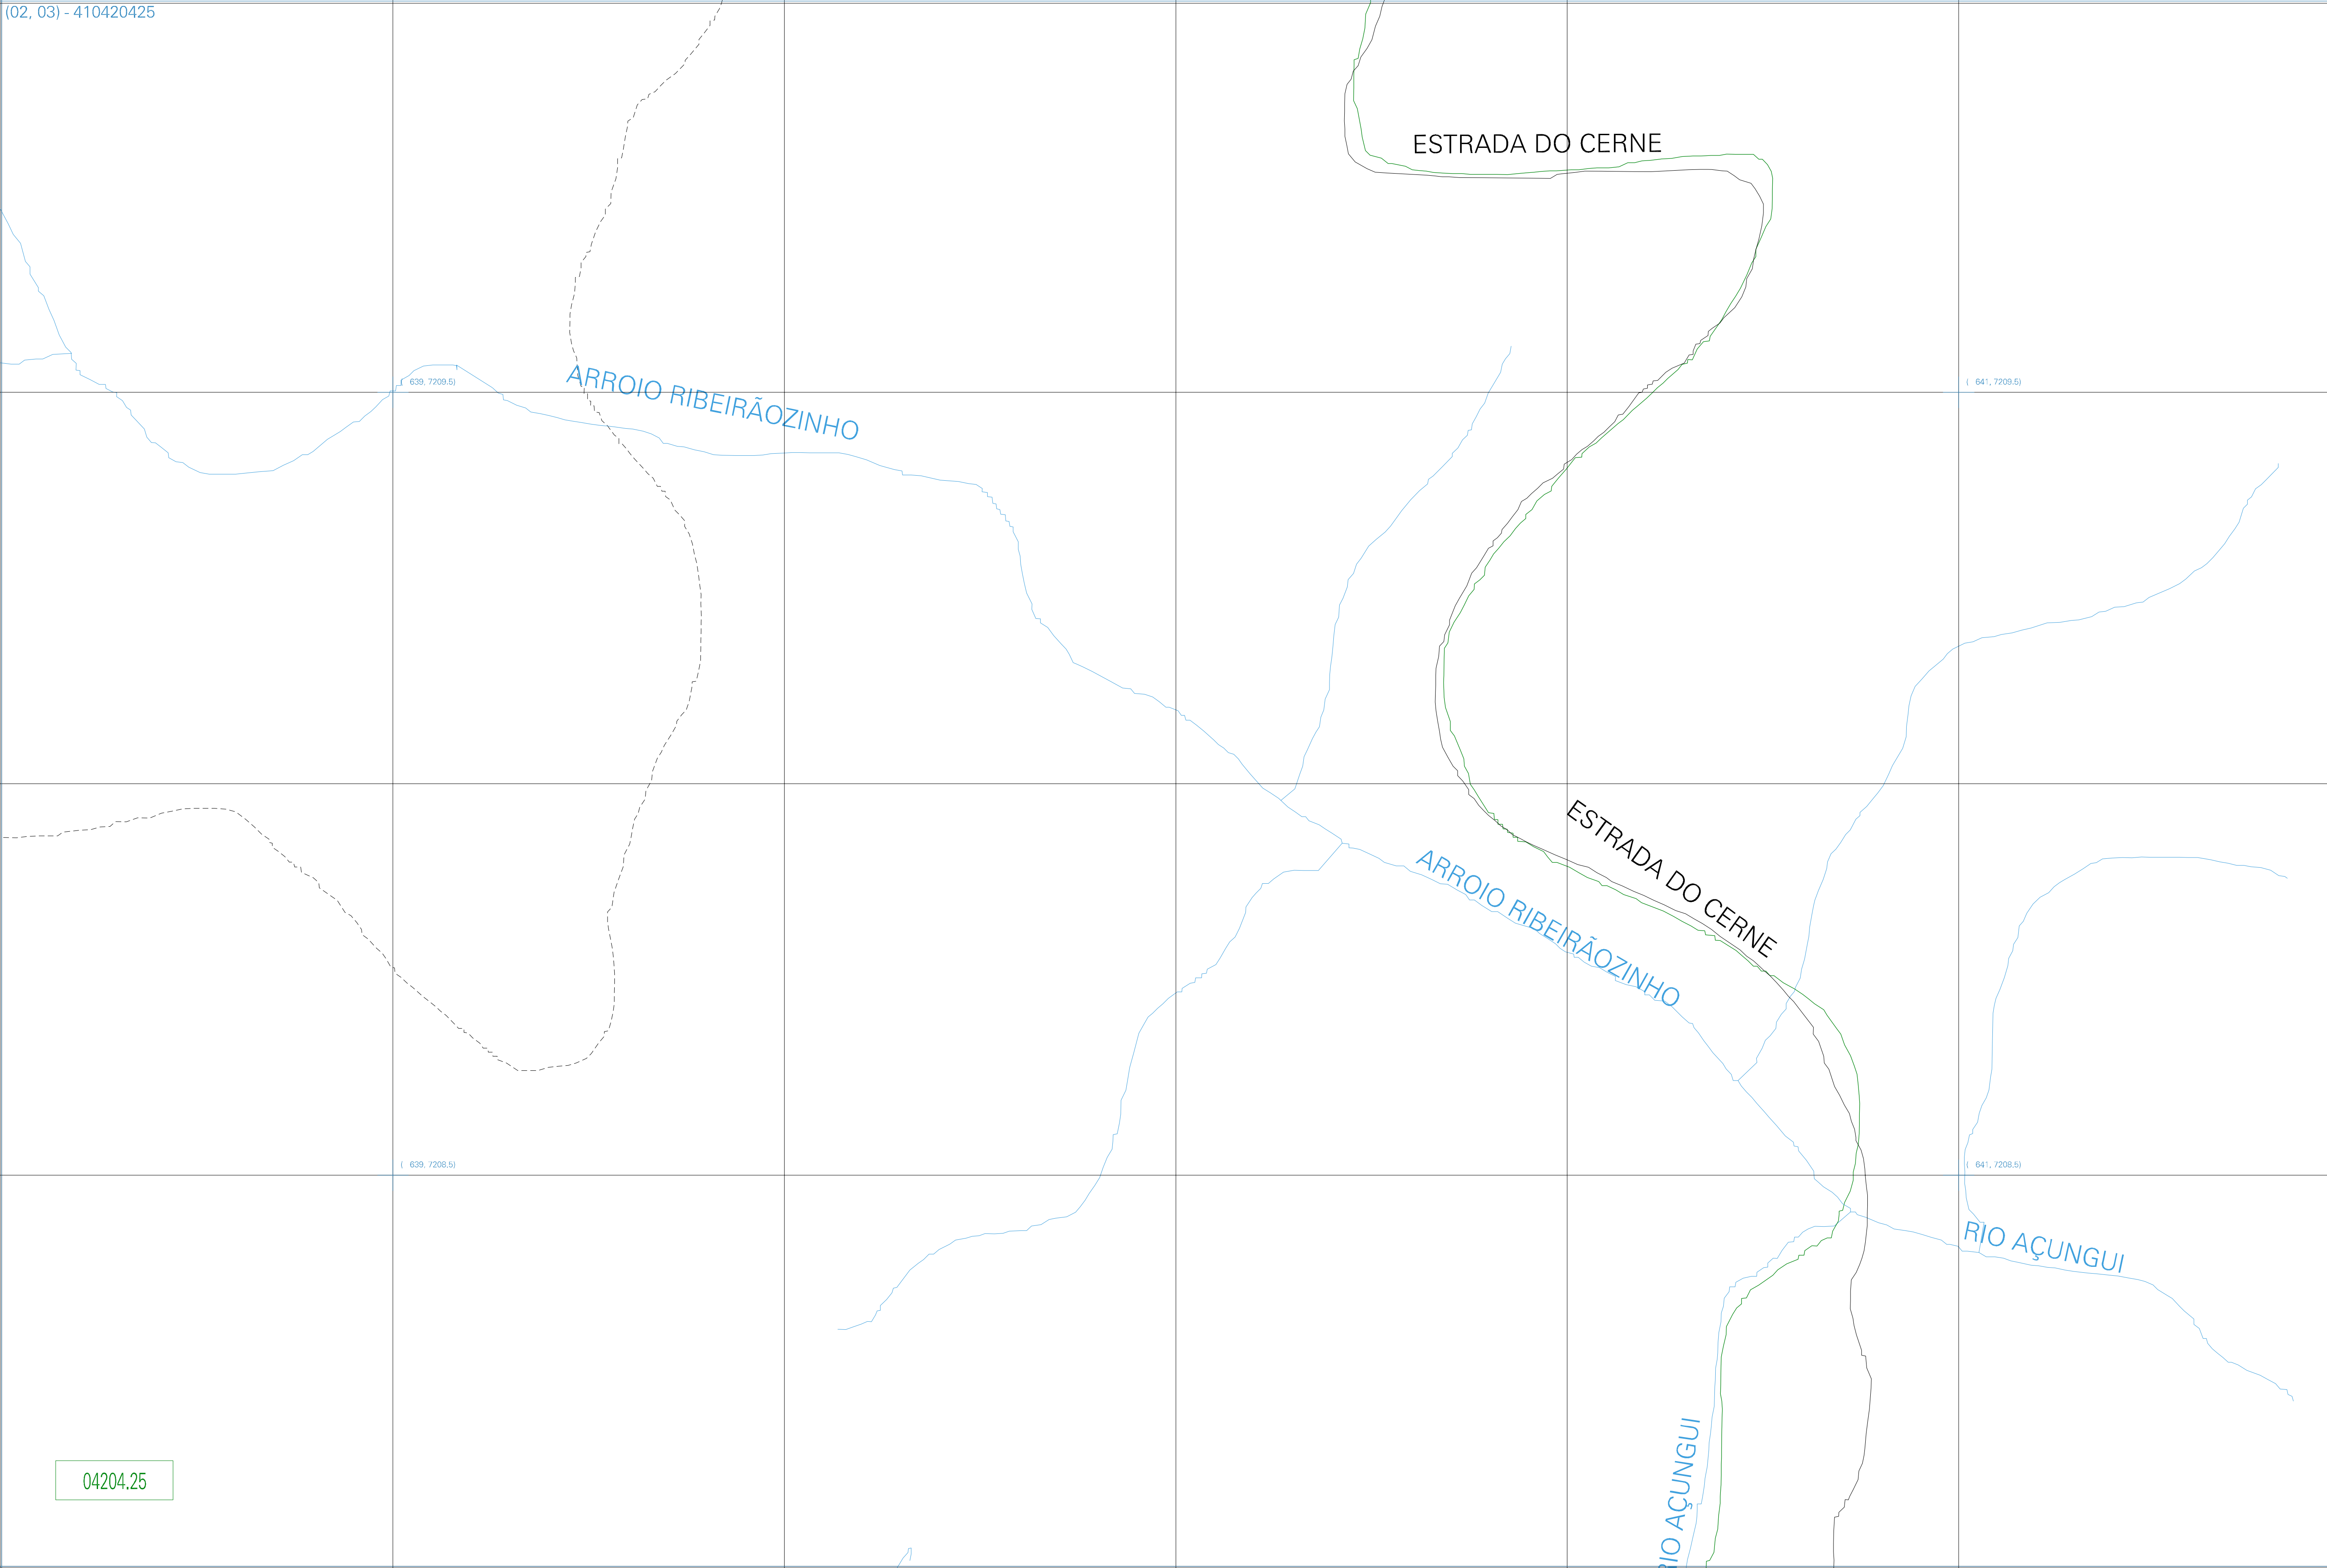 (02, 03) - 410420425
ESTRADA DO CERNE
( 639, 7209.5)
ARROIO RIBEIRÃOZINHO
( 641, 7209.5)
ESTRADA DO CERNE
ARROIO RIBEIRÃOZINHO
( 639, 7208.5)
( 641, 7208.5)
RIO AÇUNGUI
RIO AÇUNGUI
04204.25